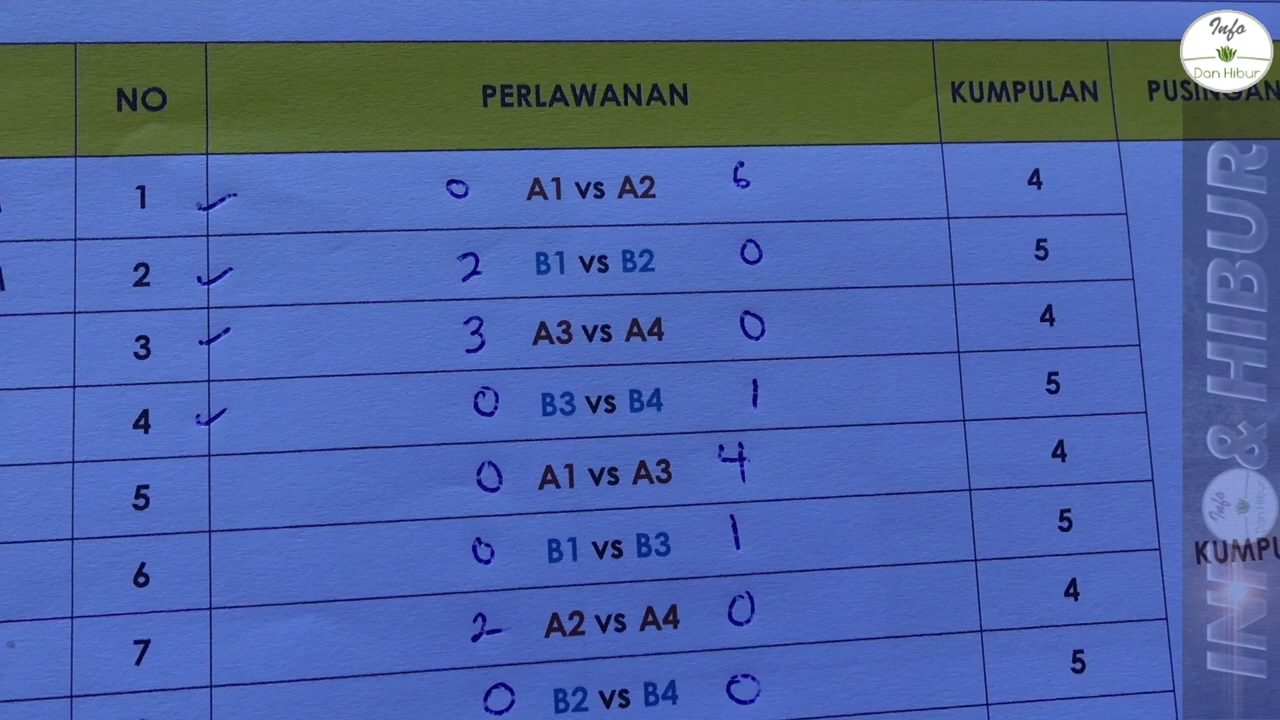 Info
Dan Hibur
NO PERLAWANAN KUMPULAN PUSINGAN
1 0 A1 vs A2 6 4
2 2 B1 vs B2 0 5
3 3 A3 vs A4 0 4
4 0 B3 vs B4 1 5
5 0 A1 vs A3 4 4
6 0 B1 vs B3 1 5
7 2 A2 vs A4 0 4
0 B2 vs B4 0 5
KUMPU
INFO & HIBUR
Info
Dan Hibur